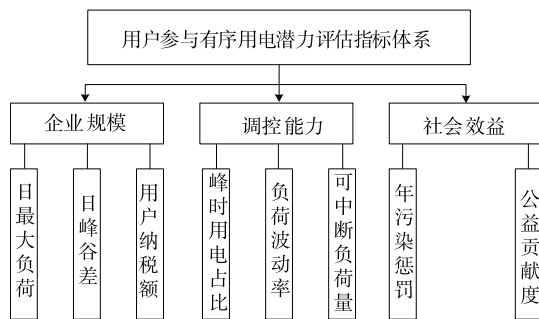 用户参与有序用电潜力评估指标体系
企业规模
调控能力
社会效益
日最大负荷
日峰谷差
用户纳税额
峰时用电占比
负荷波动率
可中断负荷量
年污染惩罚
公益贡献度